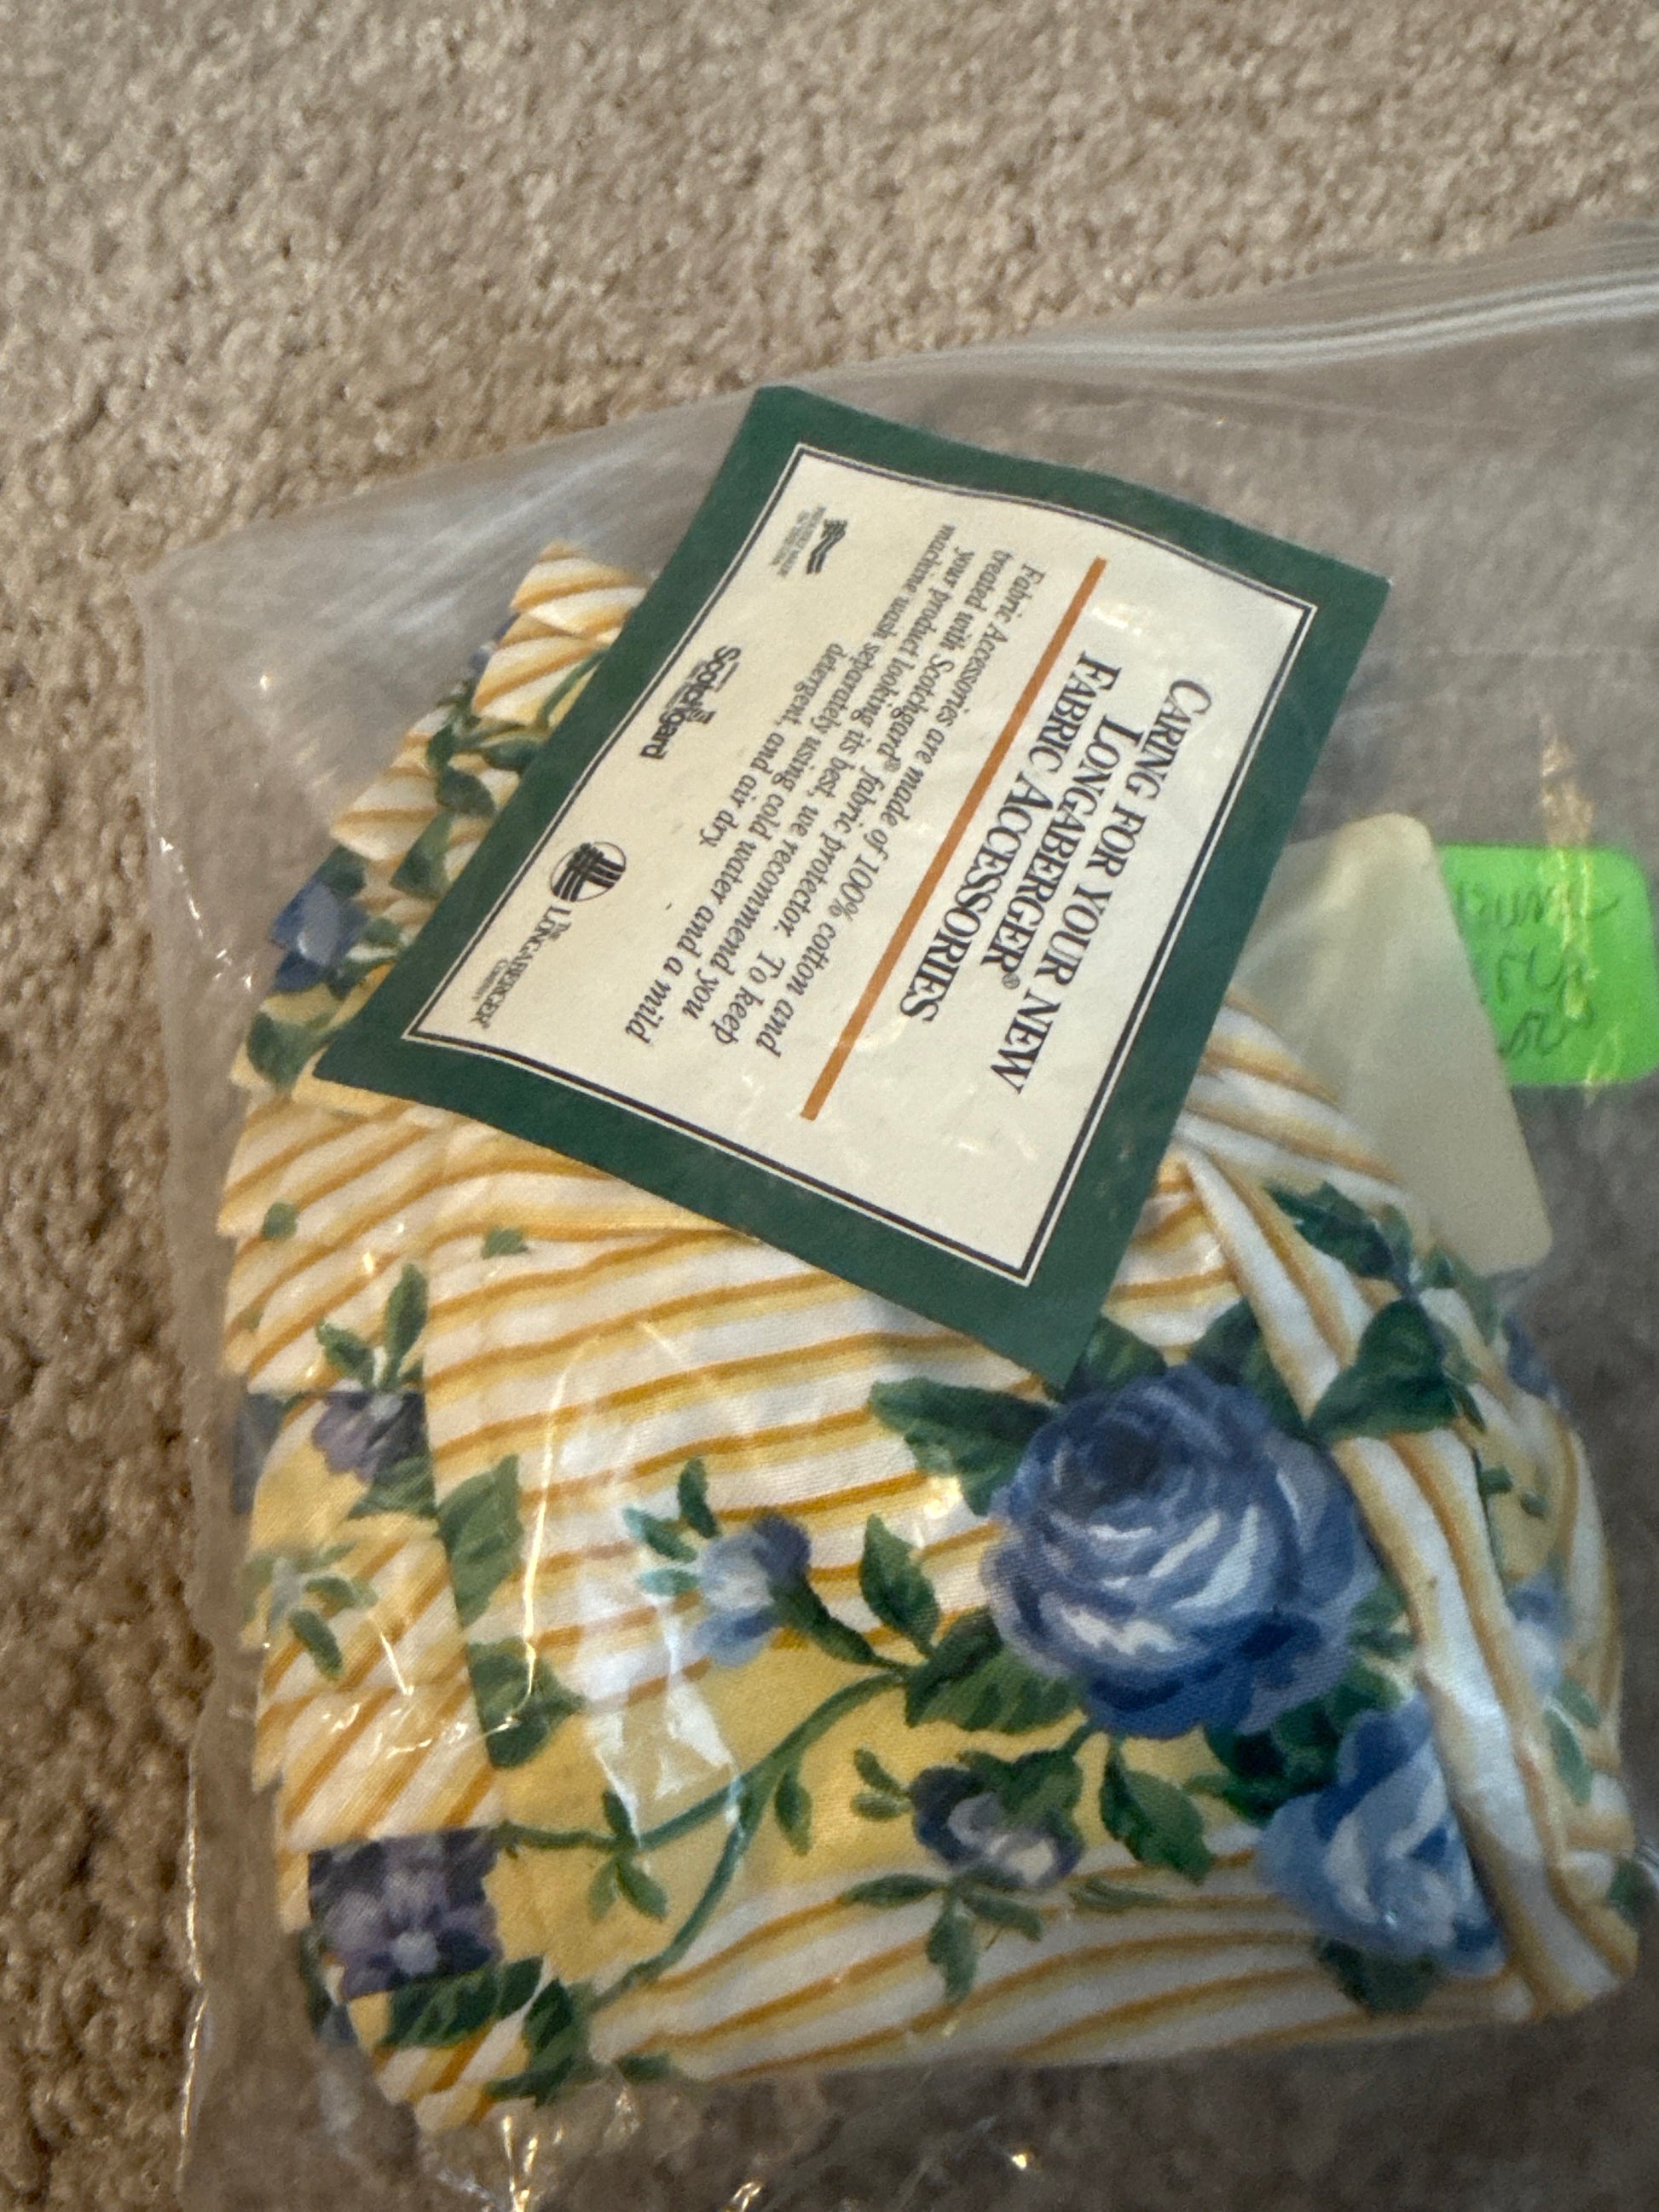 CARING FOR YOUR NEW
LONGABERGER®
FABRIC ACCESSORIES
Fabric Accessories are made of 100% cotton and
treated with Scotchgard® fabric protector. To keep
your product looking its best, we recommend you
machine wash separately using cold water and a mild
detergent, and air dry.
Scotchgard
THE
LONGABERGER
COMPANY